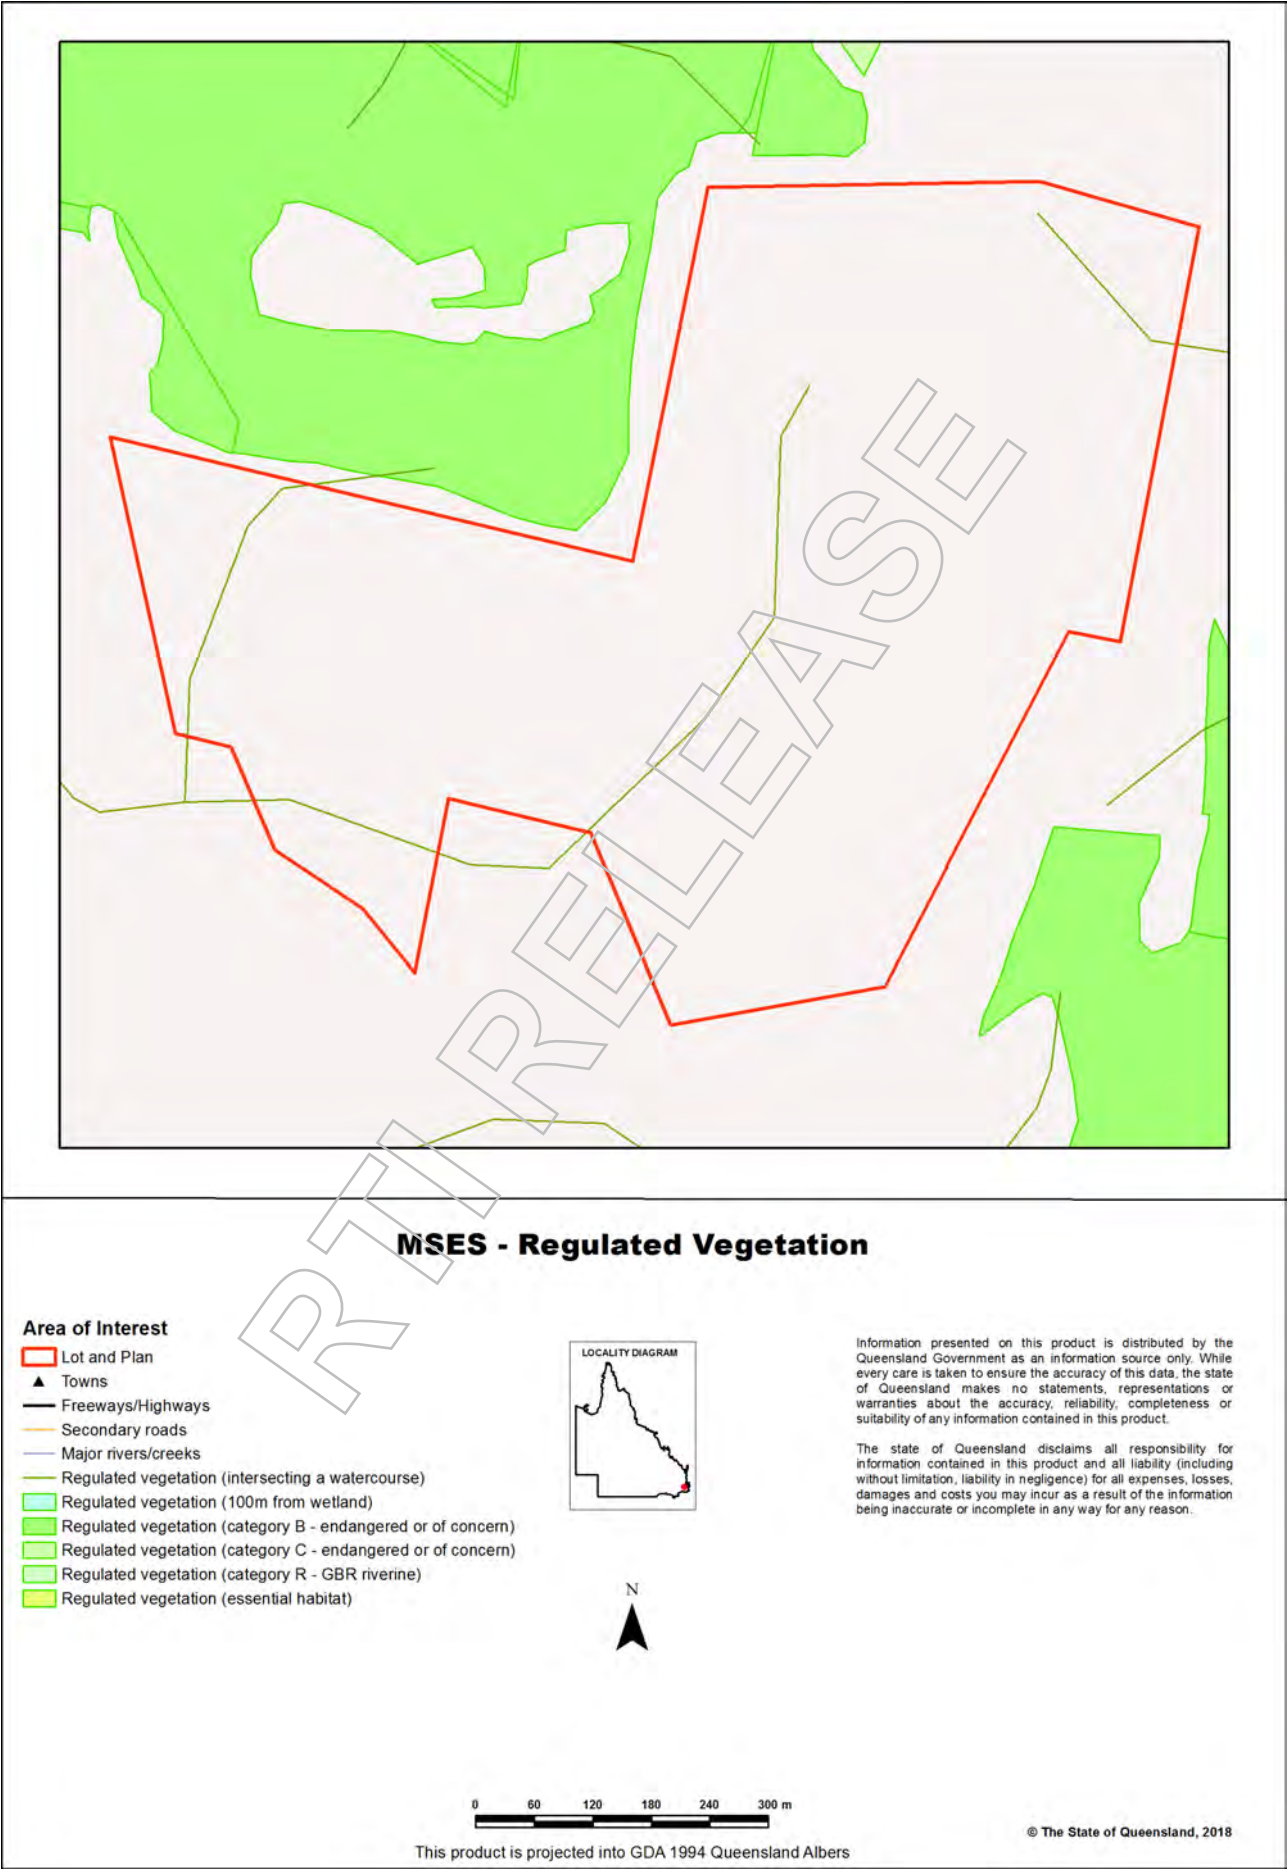 RTI RELEASE
MSES - Regulated Vegetation
Area of Interest
Lot and Plan
Towns
Freeways/Highways
Secondary roads
Major rivers/creeks
Regulated vegetation (intersecting a watercourse)
Regulated vegetation (100m from wetland)
Regulated vegetation (category B - endangered or of concern)
Regulated vegetation (category C - endangered or of concern)
Regulated vegetation (category R - GBR riverine)
Regulated vegetation (essential habitat)
LOCALITY DIAGRAM
N
Information presented on this product is distributed by the
Queensland Government as an information source only. While
every care is taken to ensure the accuracy of this data, the state
of Queensland makes no statements, representations or
warranties about the accuracy, reliability, completeness or
suitability of any information contained in this product.
The state of Queensland disclaims all responsibility for
information contained in this product and all liability (including
without limitation, liability in negligence) for all expenses, losses,
damages and costs you may incur as a result of the information
being inaccurate or incomplete in any way for any reason.
0 60 120 180 240 300 m
This product is projected into GDA 1994 Queensland Albers
© The State of Queensland, 2018